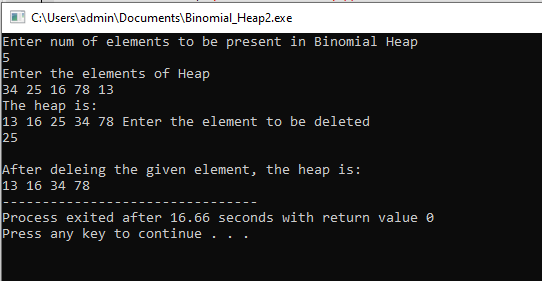 C:\Users\admin\Documents\Binomial_Heap2.exe
Enter num of elements to be present in Binomial Heap
5
Enter the elements of Heap
34 25 16 78 13
The heap is:
13 16 25 34 78 Enter the element to be deleted
25
After deleing the given element, the heap is:
13 16 34 78
--------------------------------
Process exited after 16.66 seconds with return value 0
Press any key to continue . . .